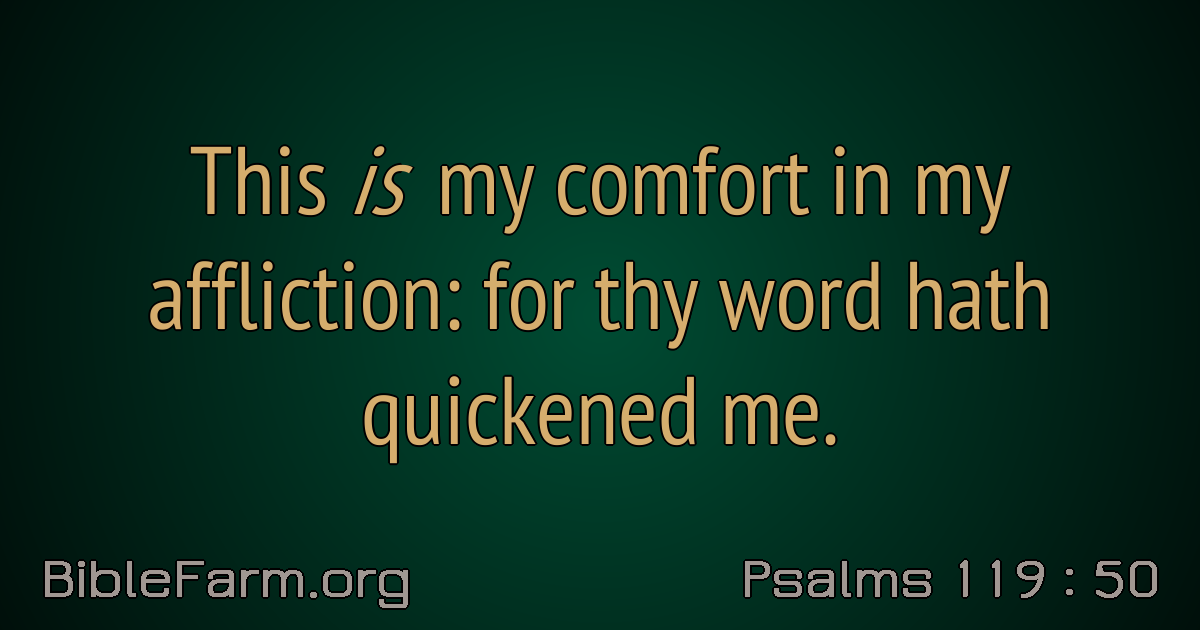 This is my comfort in my
affliction: for thy word hath
quickened me.
BibleFarm.org
Psalms 119 : 50